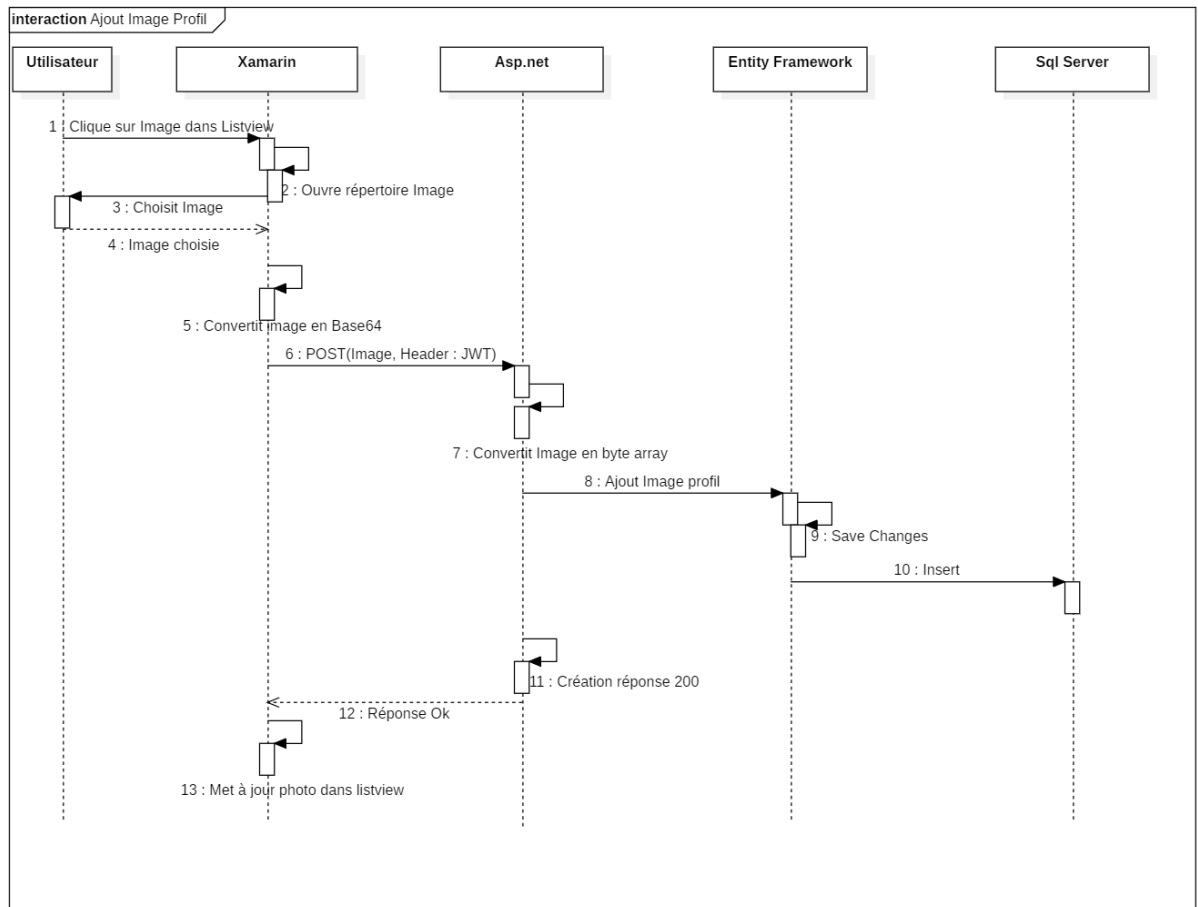 interaction Ajout Image Profil
Utilisateur
Xamarin
Asp.net
Entity Framework
Sql Server
1 : Clique sur Image dans Listview
2 : Ouvre répertoire Image
3 : Choisit Image
4 : Image choisie
5 : Convertit image en Base64
6 : POST(Image, Header : JWT)
7 : Convertit Image en byte array
8 : Ajout Image profil
9 : Save Changes
10 : Insert
11 : Création réponse 200
12 : Réponse Ok
13 : Met à jour photo dans listview